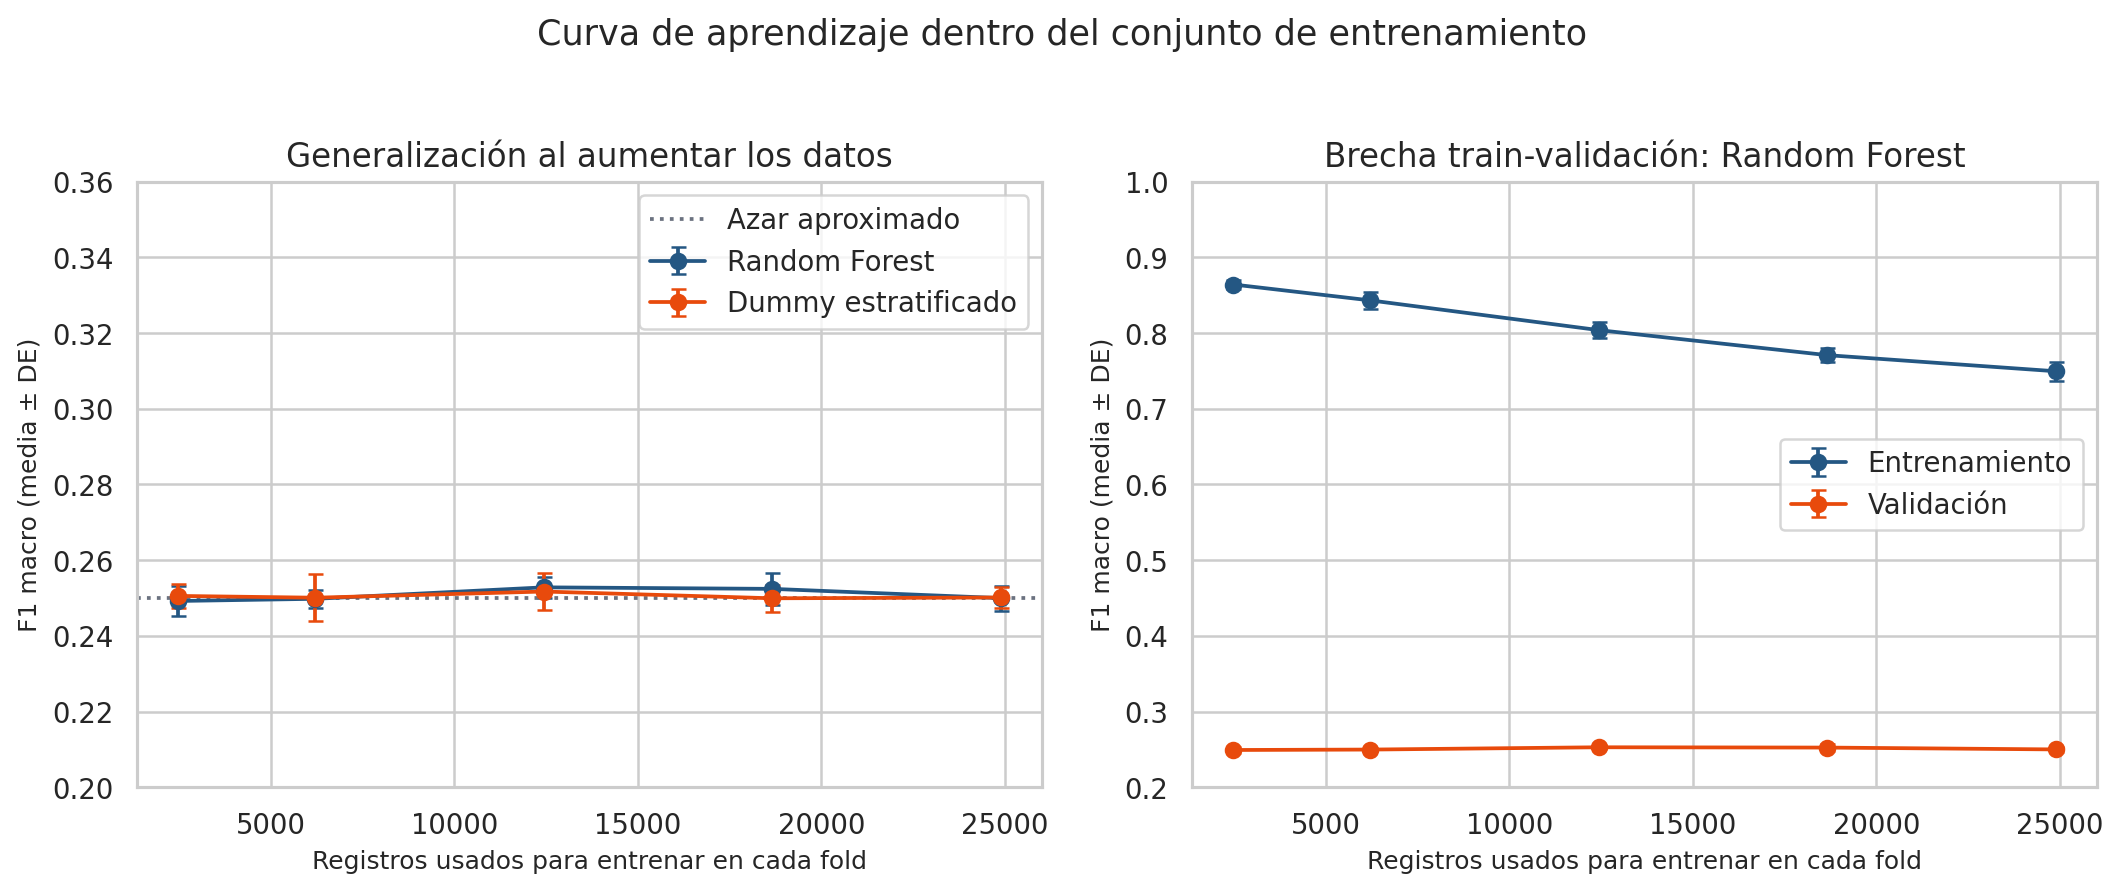 Curva de aprendizaje dentro del conjunto de entrenamiento
Generalización al aumentar los datos
F1 macro (media ± DE)
0.36
0.34
0.32
0.30
0.28
0.26
0.24
0.22
0.20
Azar aproximado
Random Forest
Dummy estratificado
5000 10000 15000 20000 25000
Registros usados para entrenar en cada fold
Brecha train-validación: Random Forest
F1 macro (media ± DE)
1.0
0.9
0.8
0.7
0.6
0.5
0.4
0.3
0.2
Entrenamiento
Validación
5000 10000 15000 20000 25000
Registros usados para entrenar en cada fold